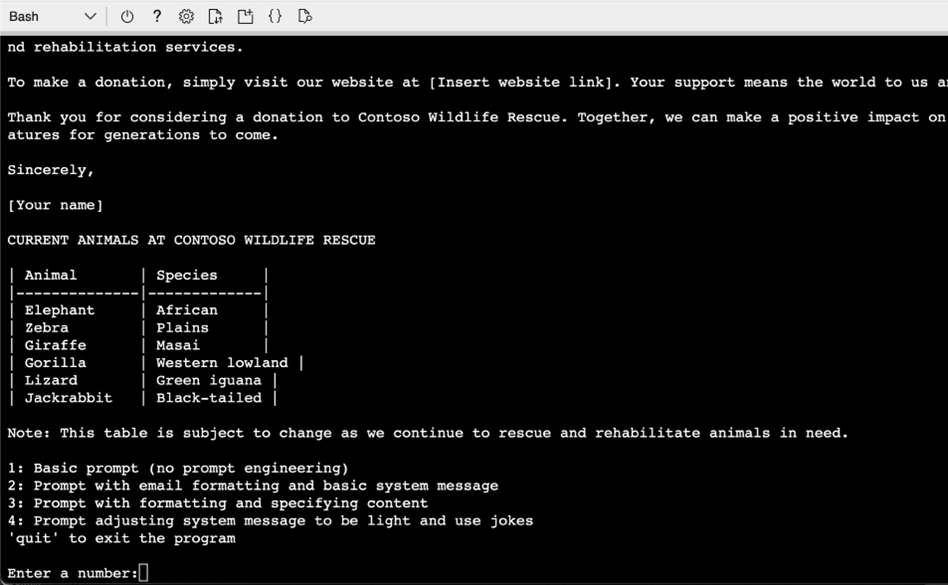 Bash
nd rehabilitation services.
To make a donation, simply visit our website at [Insert website link]. Your support means the world to us
Thank you for considering a donation to Contoso Wildlife Rescue. Together, we can make a positive impact on
atures for generations to come.
Sincerely,
[Your name]
CURRENT ANIMALS AT CONTOSO WILDLIFE RESCUE
| Animal       | Species     |
|--------------|-------------|
| Elephant     | African     |
| Zebra        | Plains      |
| Giraffe      | Masai       |
| Gorilla      | Western lowland |
| Lizard       | Green iguana |
| Jackrabbit   | Black-tailed |
Note: This table is subject to change as we continue to rescue and rehabilitate animals in need.
1: Basic prompt (no prompt engineering)
2: Prompt with email formatting and basic system message
3: Prompt with formatting and specifying content
4: Prompt adjusting system message to be light and use jokes
'quit' to exit the program
Enter a number: